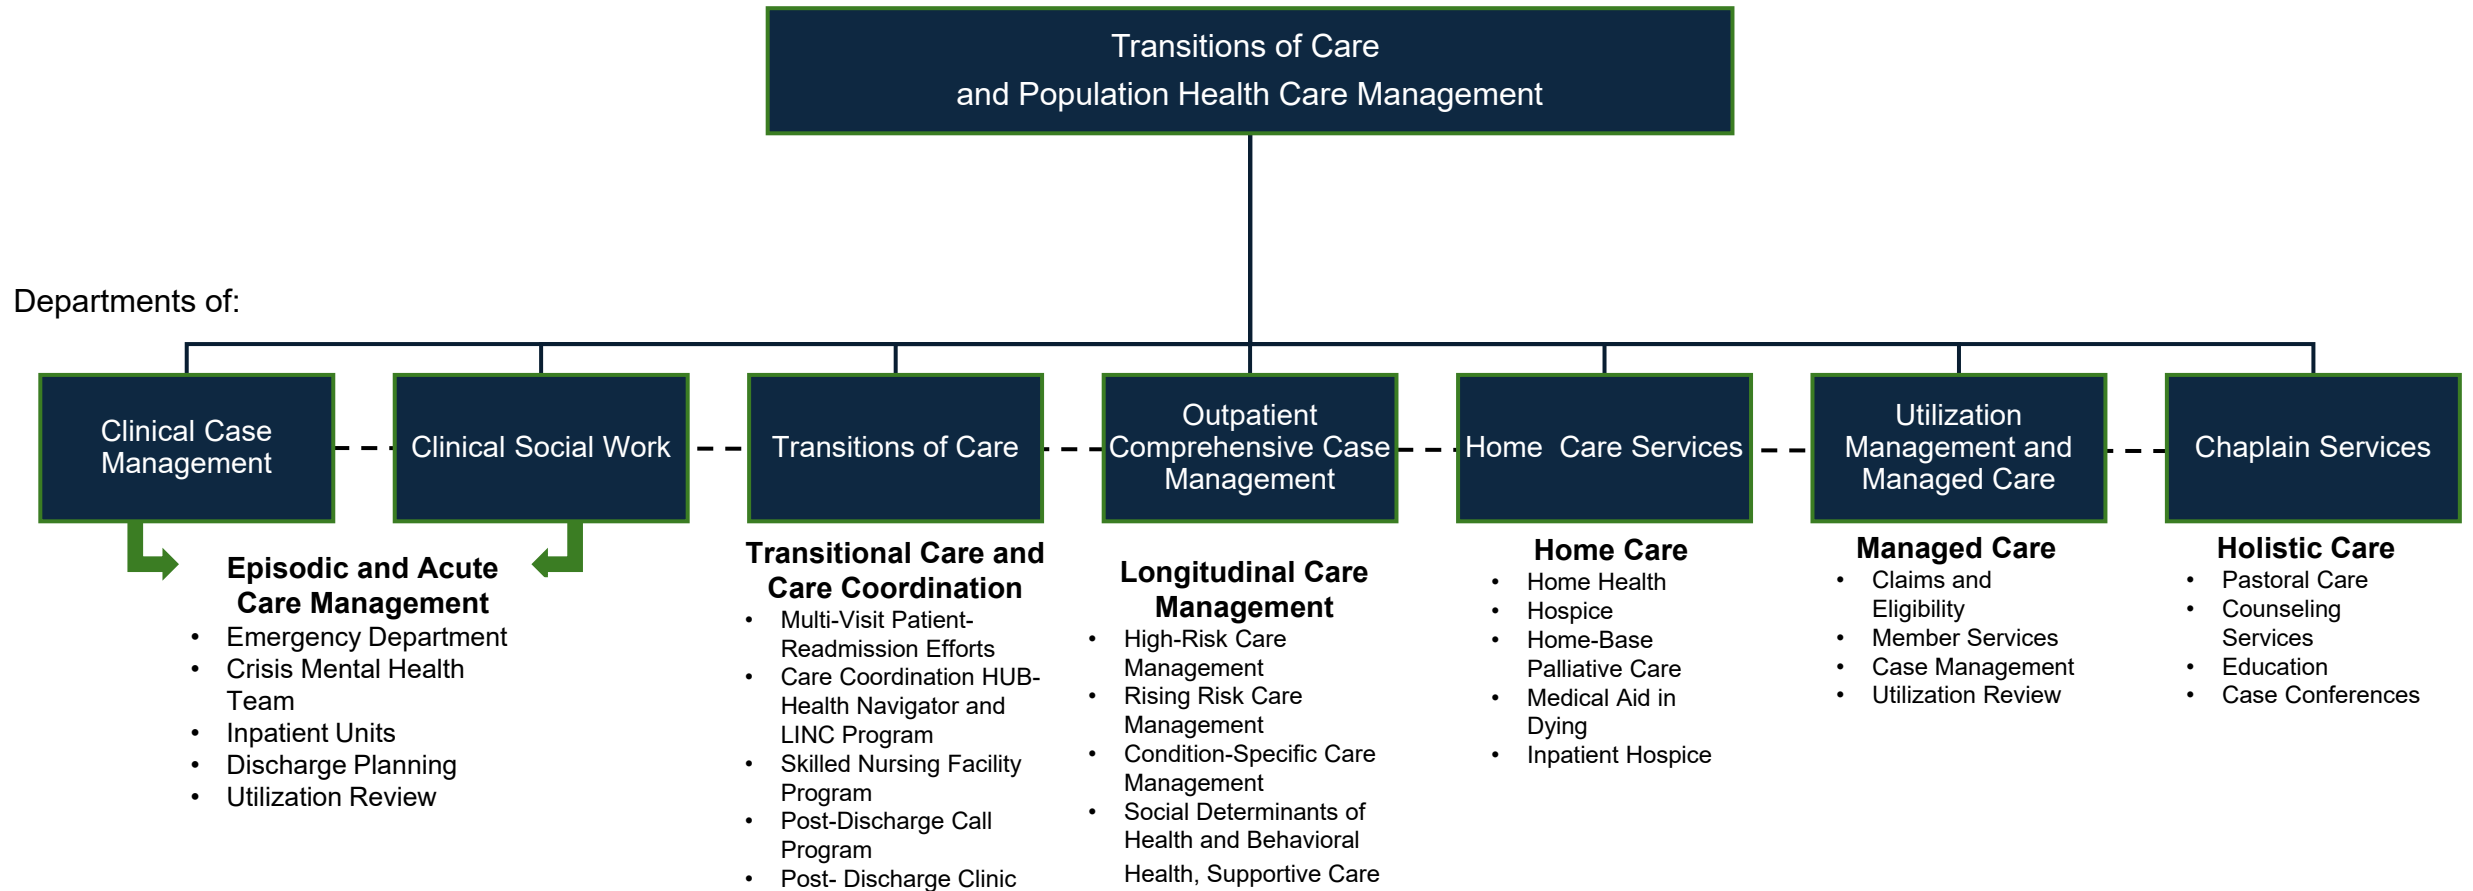 Transitions of Care
and Population Health Care Management
Departments of:
Clinical Case
Management
Clinical Social Work
Transitions of Care
Outpatient
Comprehensive Case
Management
Home  Care Services
Utilization
Management and
Managed Care
Chaplain Services
Episodic and Acute
Care Management
• Emergency Department
• Crisis Mental Health
Team
• Inpatient Units
• Discharge Planning
• Utilization Review
Transitional Care and
Care Coordination
• Multi-Visit Patient-
Readmission Efforts
• Care Coordination HUB-
Health Navigator and
LINC Program
• Skilled Nursing Facility
Program
• Post-Discharge Call
Program
• Post- Discharge Clinic
Longitudinal Care
Management
• High-Risk Care
Management
• Rising Risk Care
Management
• Condition-Specific Care
Management
• Social Determinants of
Health and Behavioral
Health, Supportive Care
Home Care
• Home Health
• Hospice
• Home-Base
Palliative Care
• Medical Aid in
Dying
• Inpatient Hospice
Managed Care
• Claims and
Eligibility
• Member Services
• Case Management
• Utilization Review
Holistic Care
• Pastoral Care
• Counseling
Services
• Education
• Case Conferences